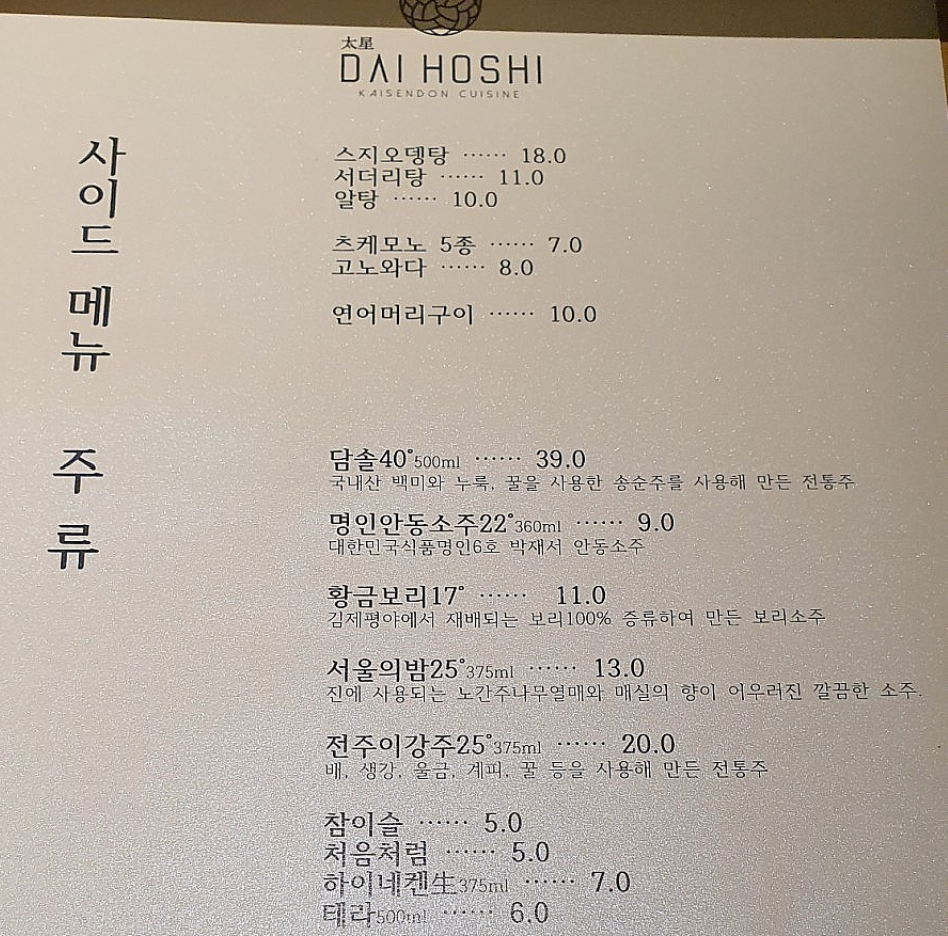 太星
DAI HOSHI
KAISENDON CUISINE
사이드 메뉴
스지오뎅탕 ······ 18.0
서더리탕 ······ 11.0
알탕 ······ 10.0
츠케모노 5종 ······ 7.0
고노와다 ······ 8.0
연어머리구이 ······ 10.0
주류
담솔40°500ml ······ 39.0
국내산 백미와 누룩, 꿀을 사용한 송순주를 사용해 만든 전통주
명인안동소주22°360ml ······ 9.0
대한민국식품명인6호 박재서 안동소주
황금보리17° ······ 11.0
김제평야에서 재배되는 보리100% 증류하여 만든 보리소주
서울의밤25°375ml ······ 13.0
진에 사용되는 노간주나무열매와 매실의 향이 어우러진 깔끔한 소주.
전주이강주25°375ml ······ 20.0
배, 생강, 울금, 계피, 꿀 등을 사용해 만든 전통주
참이슬 ······ 5.0
처음처럼 ······ 5.0
하이네켄生375ml ······ 7.0
테라500ml ······ 6.0